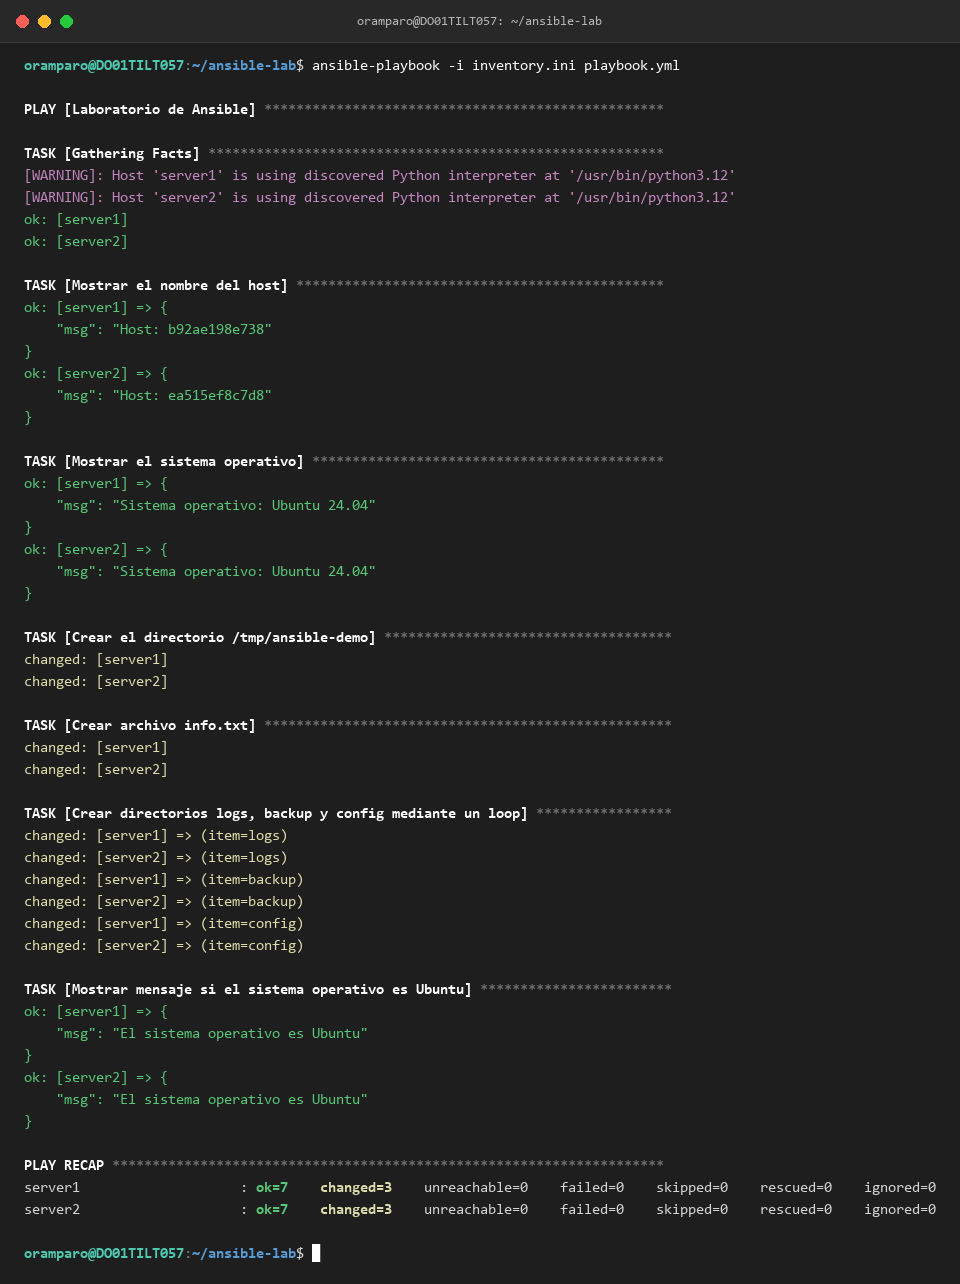 oramparo@DO01TILT057: ~/ansible-lab
oramparo@DO01TILT057:~/ansible-lab$ ansible-playbook -i inventory.ini playbook.yml
PLAY [Laboratorio de Ansible] **************************************************
TASK [Gathering Facts] *********************************************************
[WARNING]: Host 'server1' is using discovered Python interpreter at '/usr/bin/python3.12'
[WARNING]: Host 'server2' is using discovered Python interpreter at '/usr/bin/python3.12'
ok: [server1]
ok: [server2]
TASK [Mostrar el nombre del host] **********************************************
ok: [server1] => {
    "msg": "Host: b92ae198e738"
}
ok: [server2] => {
    "msg": "Host: ea515ef8c7d8"
}
TASK [Mostrar el sistema operativo] ********************************************
ok: [server1] => {
    "msg": "Sistema operativo: Ubuntu 24.04"
}
ok: [server2] => {
    "msg": "Sistema operativo: Ubuntu 24.04"
}
TASK [Crear el directorio /tmp/ansible-demo] ************************************
changed: [server1]
changed: [server2]
TASK [Crear archivo info.txt] ***************************************************
changed: [server1]
changed: [server2]
TASK [Crear directorios logs, backup y config mediante un loop] *****************
changed: [server1] => (item=logs)
changed: [server2] => (item=logs)
changed: [server1] => (item=backup)
changed: [server2] => (item=backup)
changed: [server1] => (item=config)
changed: [server2] => (item=config)
TASK [Mostrar mensaje si el sistema operativo es Ubuntu] ************************
ok: [server1] => {
    "msg": "El sistema operativo es Ubuntu"
}
ok: [server2] => {
    "msg": "El sistema operativo es Ubuntu"
}
PLAY RECAP *********************************************************************
server1                    : ok=7    changed=3    unreachable=0    failed=0    skipped=0    rescued=0    ignored=0
server2                    : ok=7    changed=3    unreachable=0    failed=0    skipped=0    rescued=0    ignored=0
oramparo@DO01TILT057:~/ansible-lab$